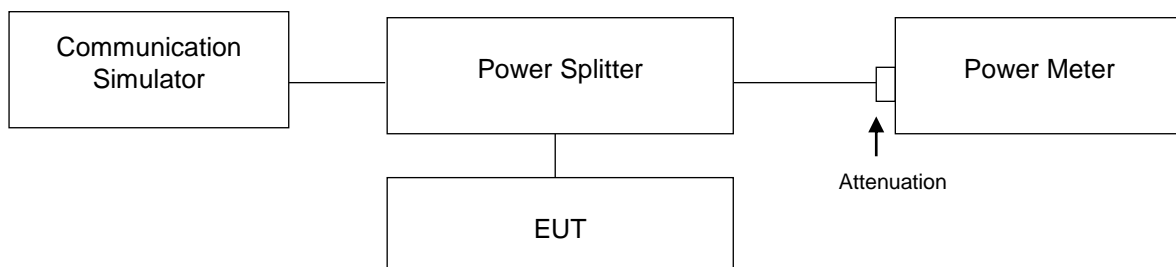 Communication
Simulator
Power Splitter
Power Meter
Attenuation
EUT